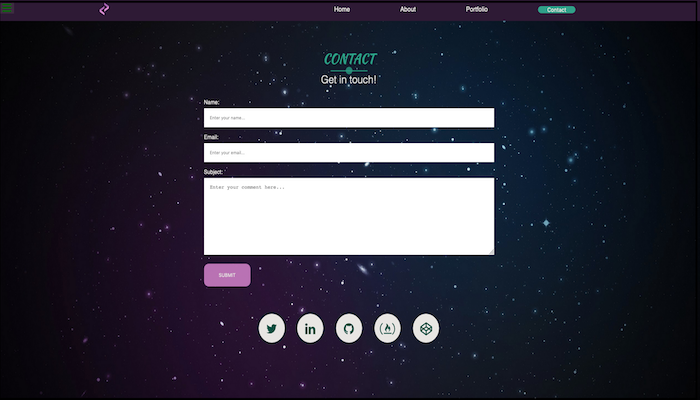 Home About Portfolio Contact
CONTACT
Get in touch!
Name:
Enter your name...
Email:
Enter your email...
Subject:
Enter your comment here...
SUBMIT
in